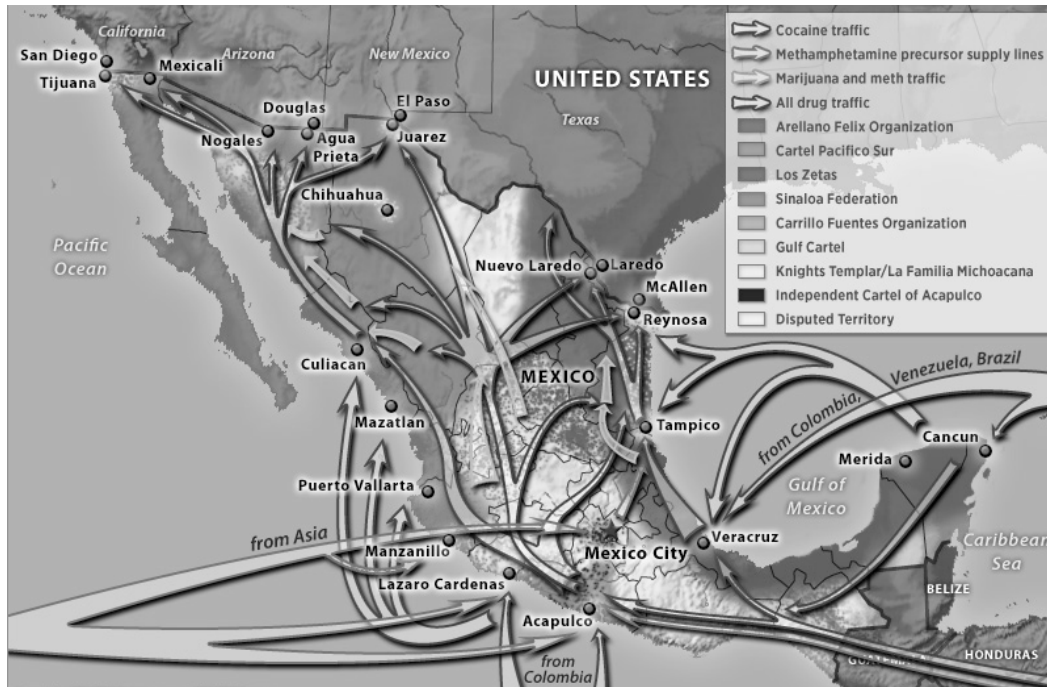 California
San Diego
Tijuana
Mexicali
Arizona
New Mexico
UNITED STATES
Texas
Douglas
El Paso
Nogales
Agua
Prieta
Juarez
Chihuahua
Pacific
Ocean
Nuevo Laredo
Laredo
McAllen
Reynosa
Culiacan
MEXICO
Mazatlan
Tampico
Puerto Vallarta
Merida
Cancun
Gulf of
Mexico
from Colombia,
Venezuela, Brazil
from Asia
Manzanillo
Mexico City
Veracruz
Caribbean
Sea
Lazaro Cardenas
BELIZE
Acapulco
from
Colombia
GUATEMALA
HONDURAS
Cocaine traffic
Methamphetamine precursor supply lines
Marijuana and meth traffic
All drug traffic
Arellano Felix Organization
Cartel Pacifico Sur
Los Zetas
Sinaloa Federation
Carrillo Fuentes Organization
Gulf Cartel
Knights Templar/La Familia Michoacana
Independent Cartel of Acapulco
Disputed Territory